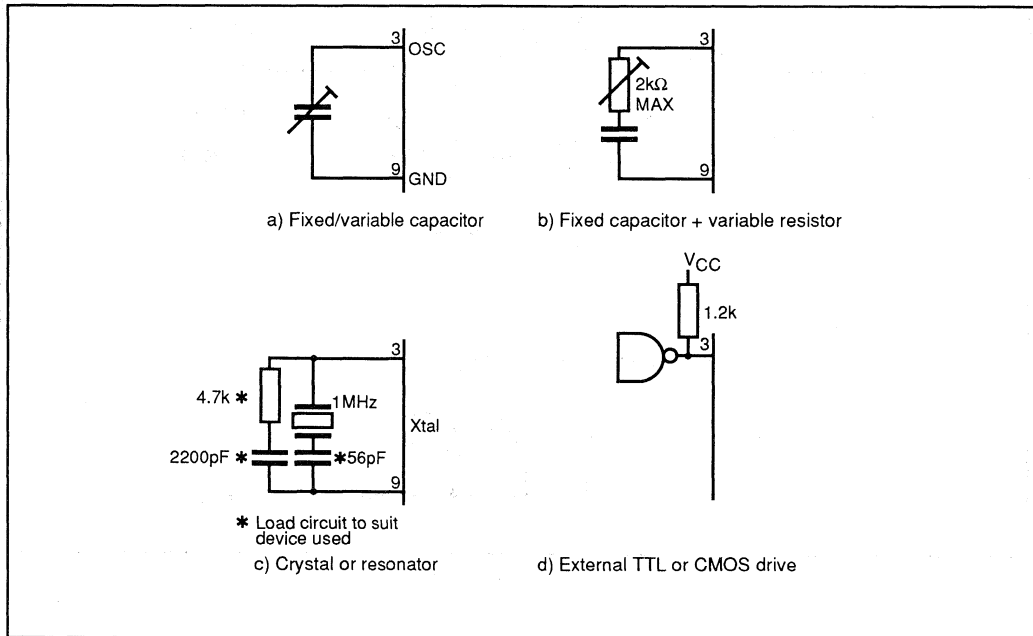 3
OSC
9
GND
a) Fixed/variable capacitor
3
2kΩ
MAX
9
b) Fixed capacitor + variable resistor
3
4.7k *
1MHz
Xtal
2200pF *
*56pF
9
* Load circuit to suit
device used
c) Crystal or resonator
VCC
1.2k
3
d) External TTL or CMOS drive